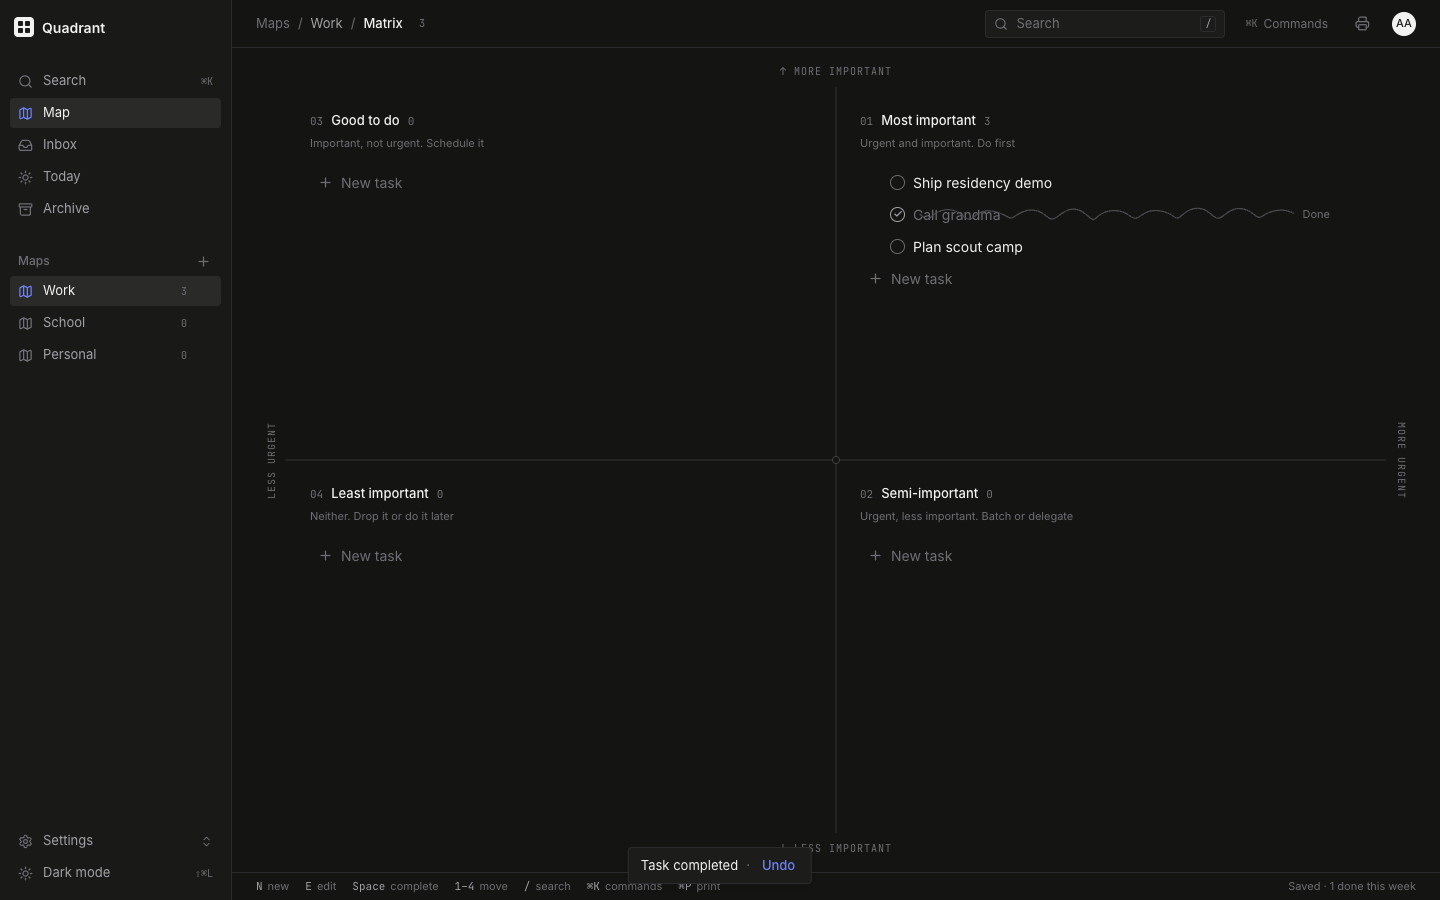 Quadrant
Search ⌘K
Map
Inbox
Today
Archive
Maps
Work 3
School 0
Personal 0
Settings
Dark mode ⇧⌘L
Maps / Work / Matrix 3
Search /
⌘K Commands
AA
↑ MORE IMPORTANT
03 Good to do 0
Important, not urgent. Schedule it
New task
01 Most important 3
Urgent and important. Do first
Ship residency demo
Call grandma Done
Plan scout camp
New task
LESS URGENT
MORE URGENT
04 Least important 0
Neither. Drop it or do it later
New task
02 Semi-important 0
Urgent, less important. Batch or delegate
New task
↓ LESS IMPORTANT
Task completed · Undo
N new E edit Space complete 1–4 move / search ⌘K commands ⌘P print
Saved · 1 done this week